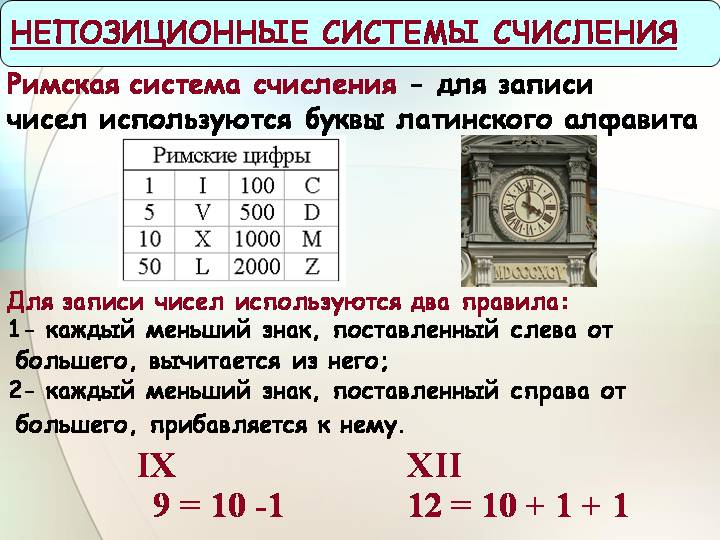 НЕПОЗИЦИОННЫЕ СИСТЕМЫ СЧИСЛЕНИЯ
Римская система счисления - для записи
чисел используются буквы латинского алфавита
Римские цифры
1 I 100 C
5 V 500 D
10 X 1000 M
50 L 2000 Z
MDCCCXCV
Для записи чисел используются два правила:
1- каждый меньший знак, поставленный слева от
большего, вычитается из него;
2- каждый меньший знак, поставленный справа от
большего, прибавляется к нему.
IX XII
9 = 10 -1 12 = 10 + 1 + 1